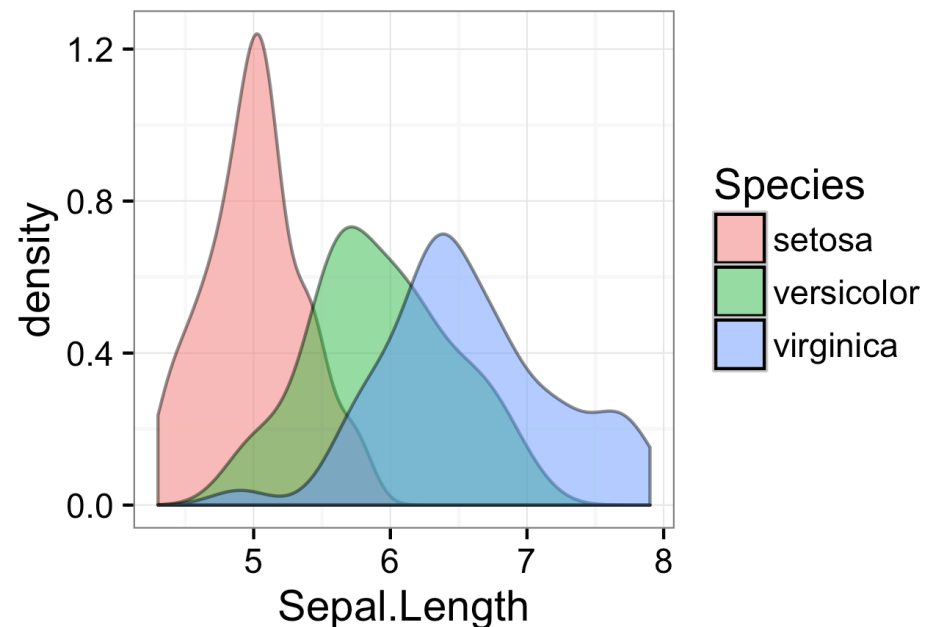 1.2
0.8
0.4
0.0
density
5 6 7 8
Sepal.Length
Species
setosa
versicolor
virginica